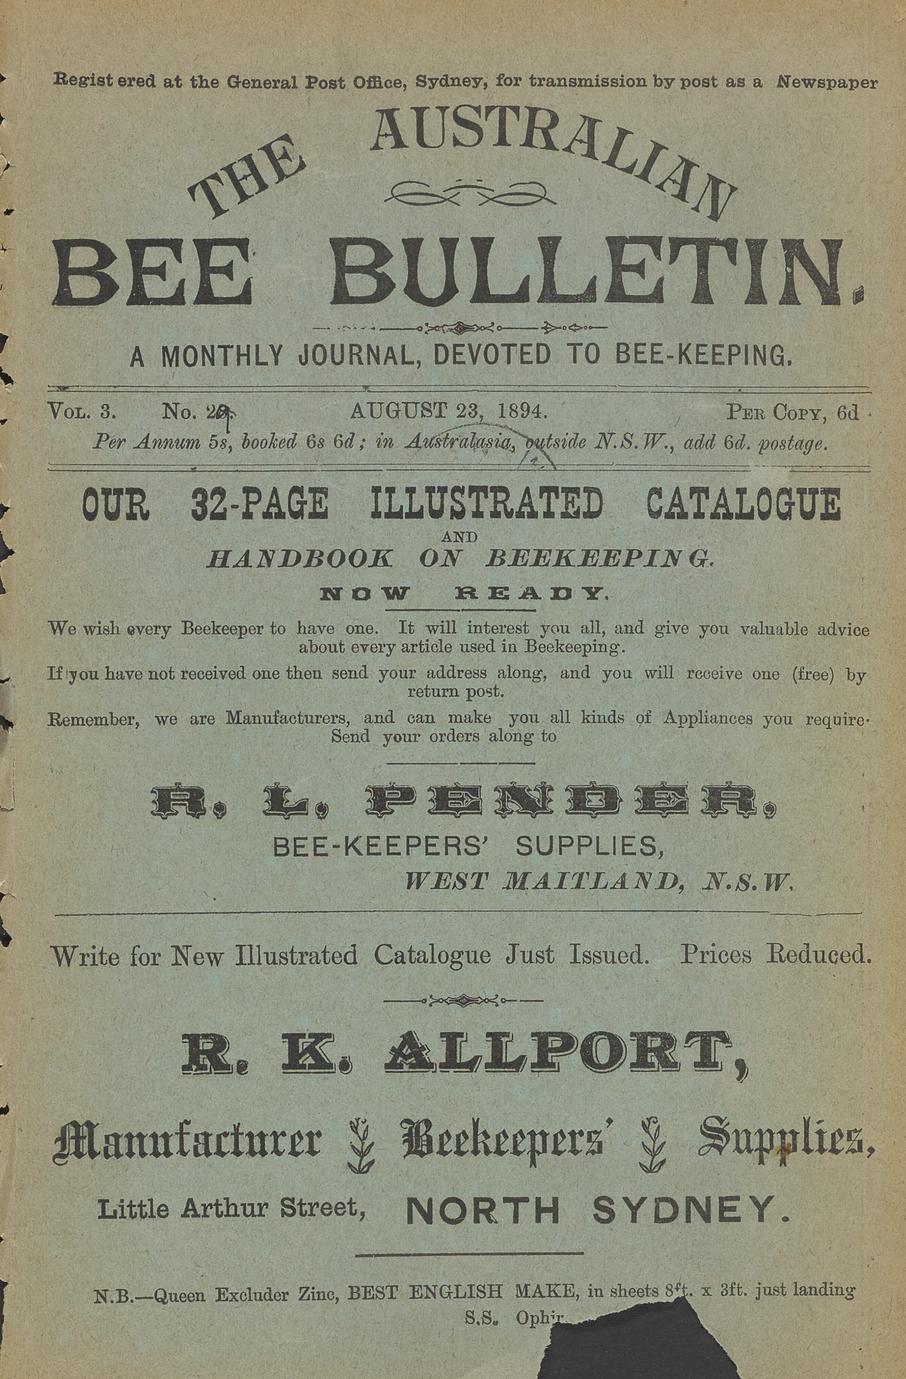 Regist ered at the General Post Office, Sydney, for transmission by post as a Newspaper
THE AUSTRALIAN
BEE BULLETIN.
A MONTHLY JOURNAL, DEVOTED TO BEE-KEEPING.
VOL. 3. No. 29. AUGUST 23, 1894. PER COPY, 6d.
Per Annum 5s, booked 6s 6d; in Australasia, outside N.S.W., add 6d. postage.
OUR 32-PAGE ILLUSTRATED CATALOGUE
AND
HANDBOOK ON BEEKEEPING.
NOW READY.
We wish every Beekeeper to have one. It will interest you all, and give you valuable advice
about every article used in Beekeeping.
If you have not received one then send your address along, and you will receive one (free) by
return post.
Remember, we are Manufacturers, and can make you all kinds of Appliances you require.
Send your orders along to
R. L. PENDER,
BEE-KEEPERS' SUPPLIES,
WEST MAITLAND, N.S.W.
Write for New Illustrated Catalogue Just Issued. Prices Reduced.
R. K. ALLPORT,
Manufacturer Beekeepers' Supplies,
Little Arthur Street, NORTH SYDNEY.
N.B.—Queen Excluder Zinc, BEST ENGLISH MAKE, in sheets 8ft. x 3ft. just landing
S.S. Ophir